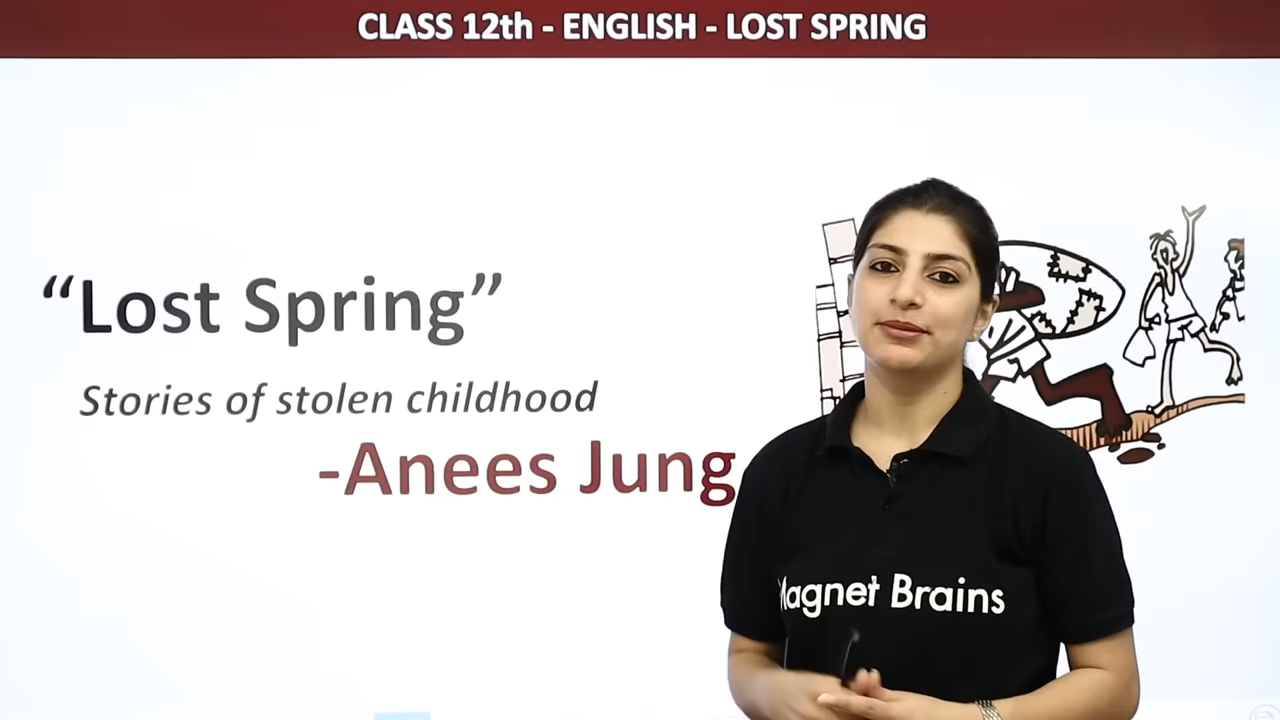 CLASS 12th - ENGLISH - LOST SPRING
“Lost Spring”
Stories of stolen childhood
-Anees Jung
Magnet Brains